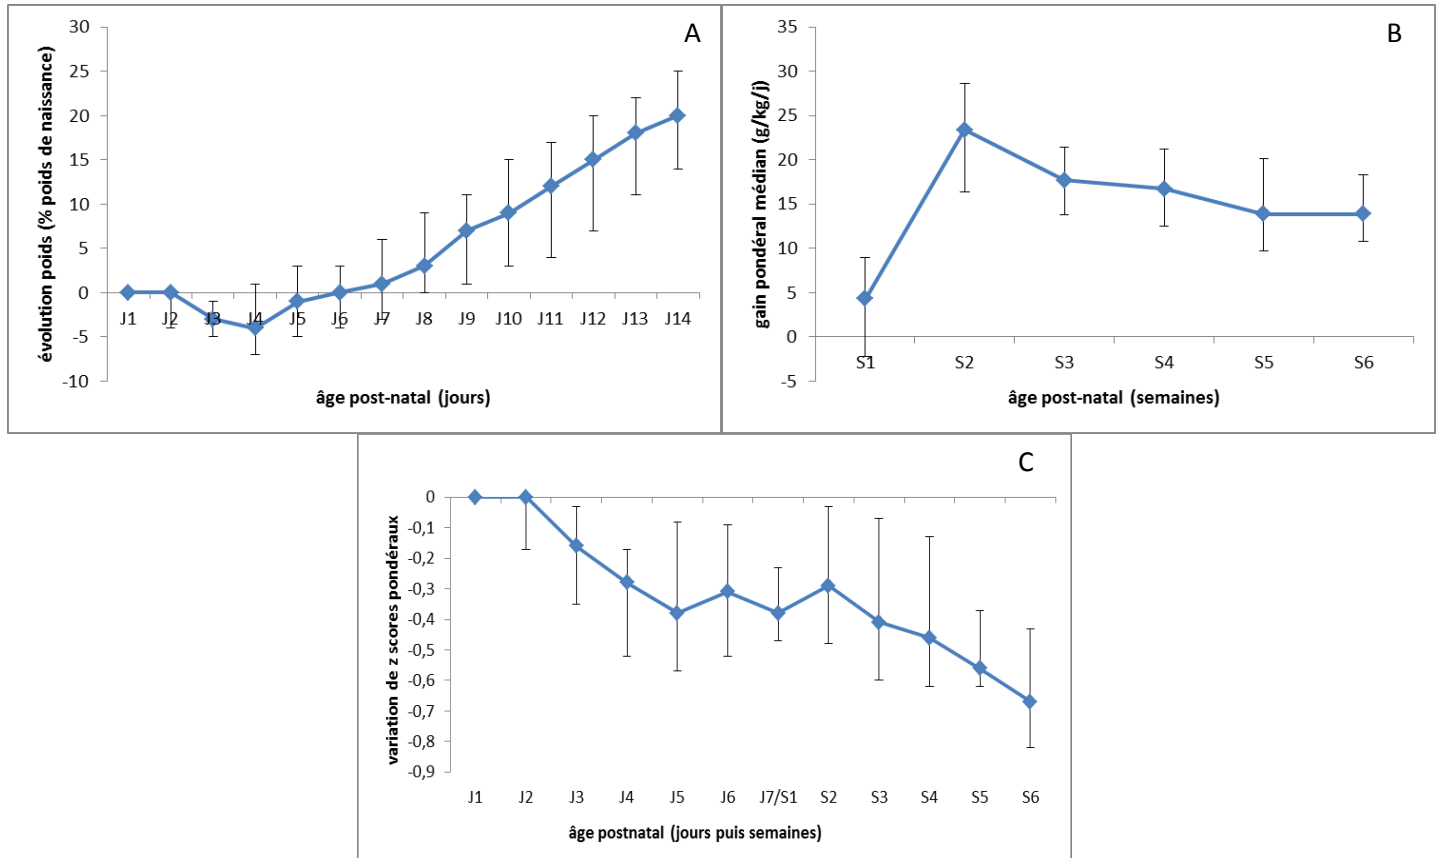 A
évolution poids (% poids de naissance)
30
25
20
15
10
5
0
-5
-10
J1 J2 J3 J4 J5 J6 J7 J8 J9 J10 J11 J12 J13 J14
âge post-natal (jours)
B
gain pondéral médian (g/kg/j)
35
30
25
20
15
10
5
0
-5
S1 S2 S3 S4 S5 S6
âge post-natal (semaines)
C
variation de z scores pondéraux
0
-0,1
-0,2
-0,3
-0,4
-0,5
-0,6
-0,7
-0,8
-0,9
J1 J2 J3 J4 J5 J6 J7/S1 S2 S3 S4 S5 S6
âge postnatal (jours puis semaines)